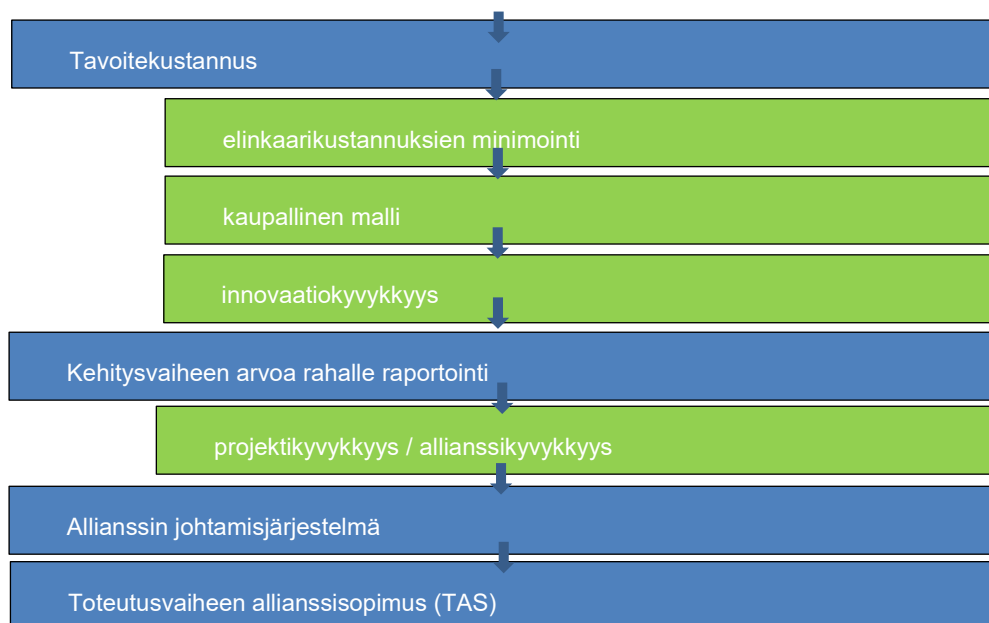 Tavoitekustannus
elinkaarikustannuksien minimointi
kaupallinen malli
innovaatiokyvykkyys
Kehitysvaiheen arvoa rahalle raportointi
projektikyvykkyys / allianssikyvykkyys
Allianssin johtamisjärjestelmä
Toteutusvaiheen allianssisopimus (TAS)